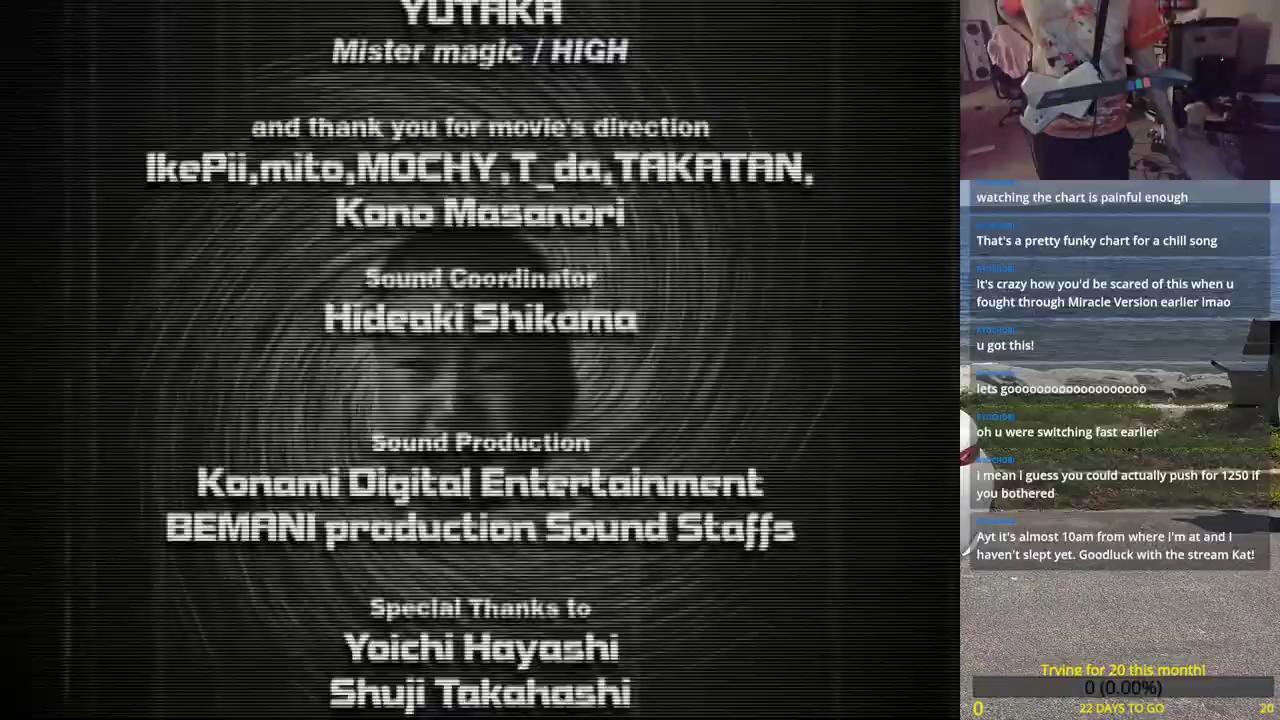 YUTAKA
Mister magic / HIGH
and thank you for movie's direction
IkePii,mito,MOCHY,T_da,TAKATAN,
Kono Masanori
Sound Coordinator
Hideaki Shikama
Sound Production
Konami Digital Entertainment
BEMANI production Sound Staffs
Special Thanks to
Yoichi Hayashi
Shuji Takahashi
watching the chart is painful enough
That's a pretty funky chart for a chill song
It's crazy how you'd be scared of this when u
fought through Miracle Version earlier lmao
u got this!
lets goooooooooooooooooo
oh u were switching fast earlier
i mean i guess you could actually push for 1250 if
you bothered
Ayt it's almost 10am from where I'm at and I
haven't slept yet. Goodluck with the stream Kat!
Trying for 20 this month!
0 (0.00%)
0 22 DAYS TO GO 20